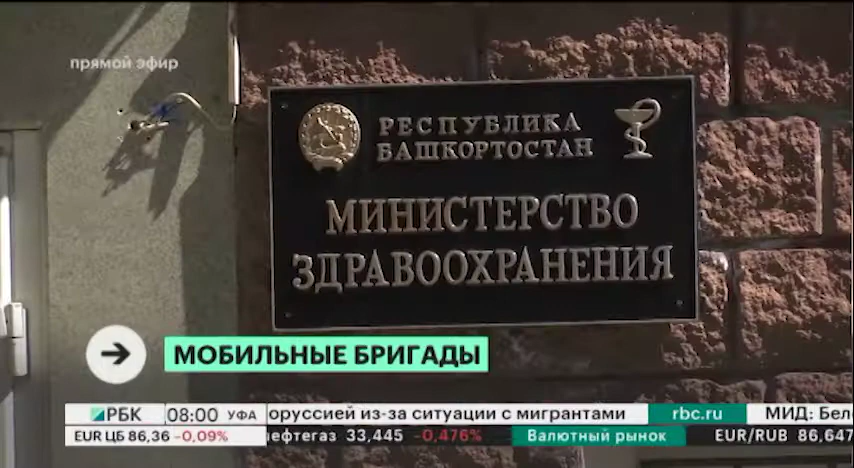 прямой эфир
РЕСПУБЛИКА
БАШКОРТОСТАН
МИНИСТЕРСТВО
ЗДРАВООХРАНЕНИЯ
МОБИЛЬНЫЕ БРИГАДЫ
РБК 08:00 УФА оруссией из-за ситуации с мигрантами rbc.ru МИД: Бел
EUR ЦБ 86,36 -0,09% нефтегаз 33,445 -0,476% Валютный рынок EUR/RUB 86,647